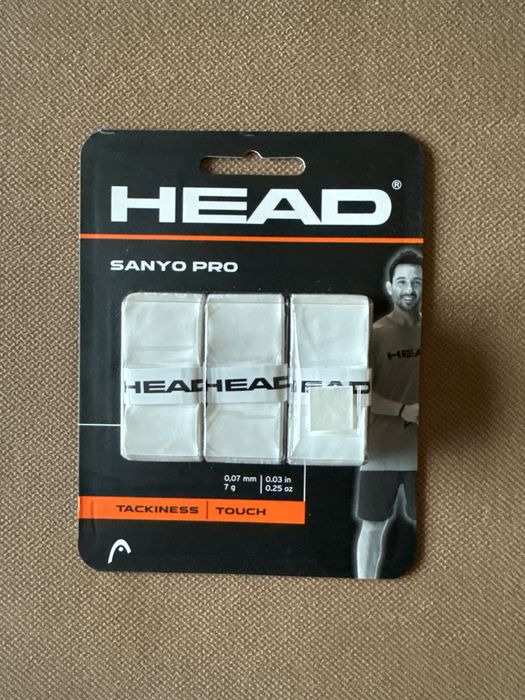 HEAD®
SANYO PRO
HEAD
HEAD HEAD HEAD
0,07 mm | 0.03 in
7 g | 0.25 oz
TACKINESS | TOUCH